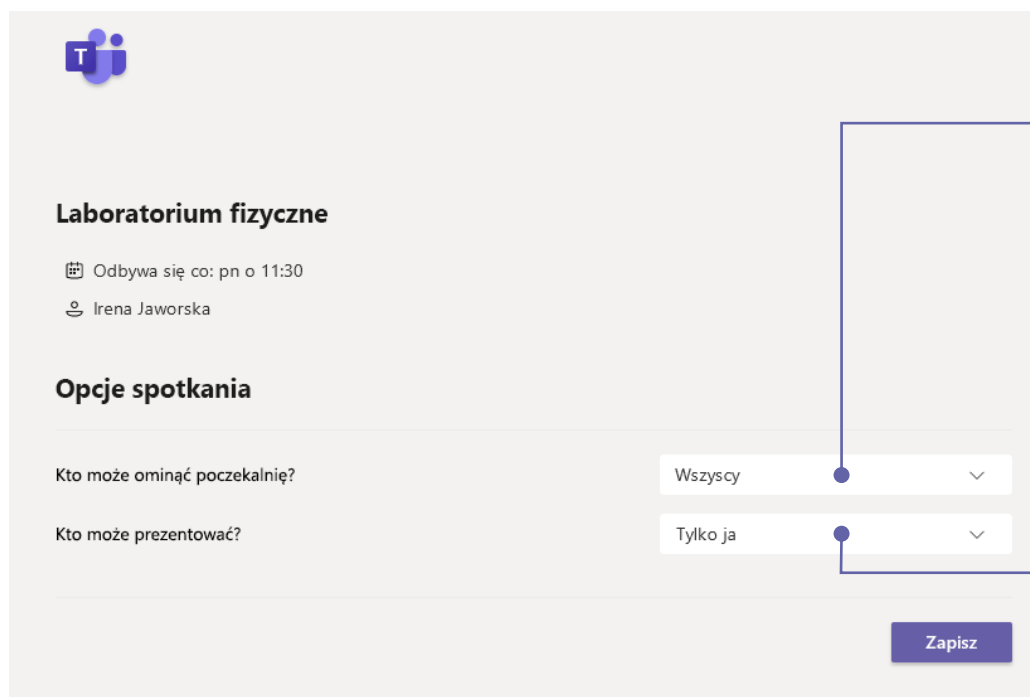 T
Laboratorium fizyczne
Odbywa się co: pn o 11:30
Irena Jaworska
Opcje spotkania
Kto może ominąć poczekalnię?
Wszyscy
Kto może prezentować?
Tylko ja
Zapisz